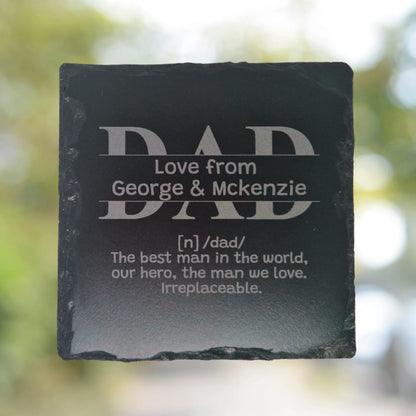 DAD
Love from
George & Mckenzie
[n] /dad/
The best man in the world,
our hero, the man we love.
Irreplaceable.